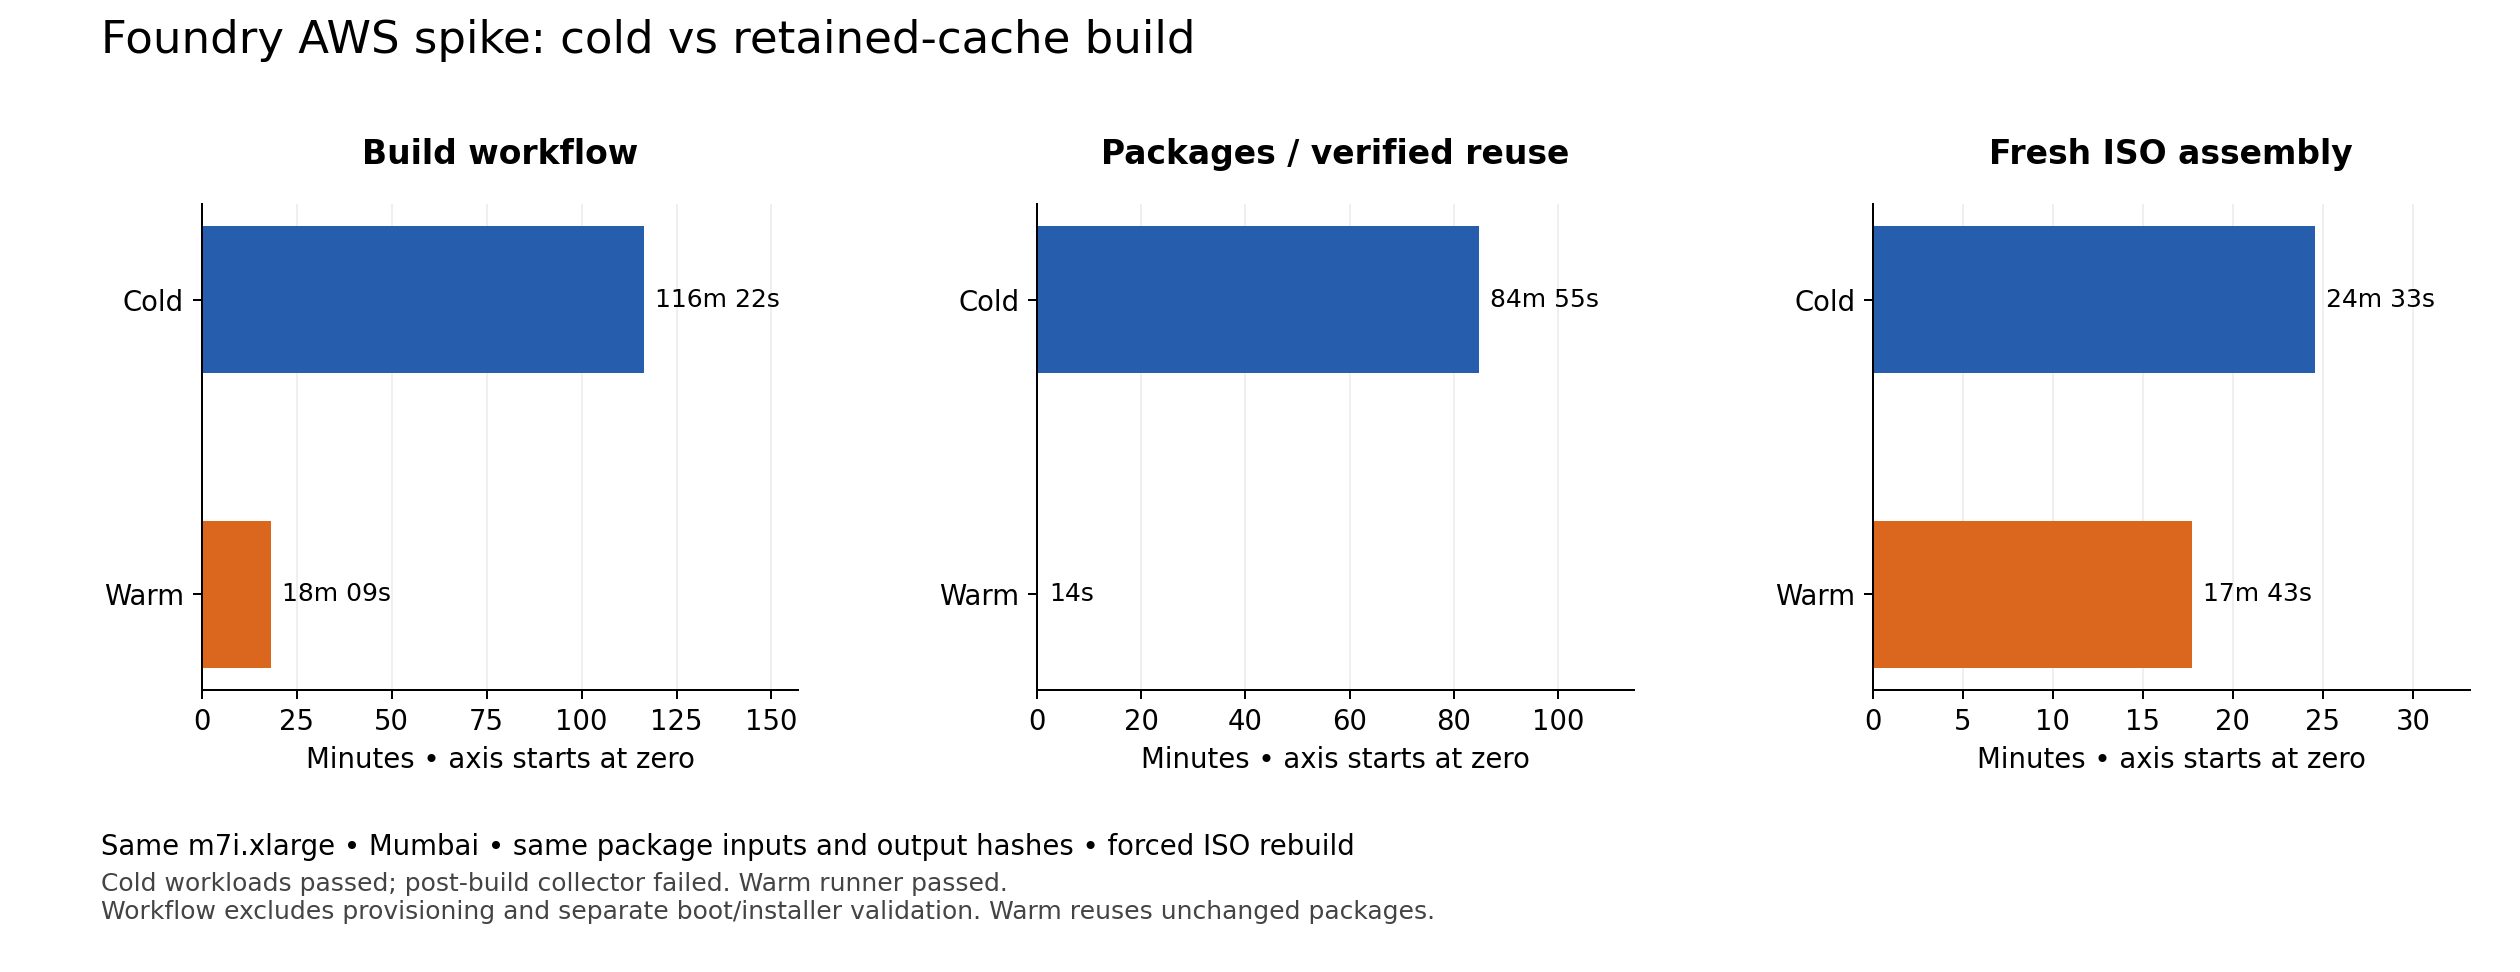 Foundry AWS spike: cold vs retained-cache build
Build workflow
Cold
116m 22s
Warm
18m 09s
0 25 50 75 100 125 150
Minutes • axis starts at zero
Packages / verified reuse
Cold
84m 55s
Warm
14s
0 20 40 60 80 100
Minutes • axis starts at zero
Fresh ISO assembly
Cold
24m 33s
Warm
17m 43s
0 5 10 15 20 25 30
Minutes • axis starts at zero
Same m7i.xlarge • Mumbai • same package inputs and output hashes • forced ISO rebuild
Cold workloads passed; post-build collector failed. Warm runner passed.
Workflow excludes provisioning and separate boot/installer validation. Warm reuses unchanged packages.